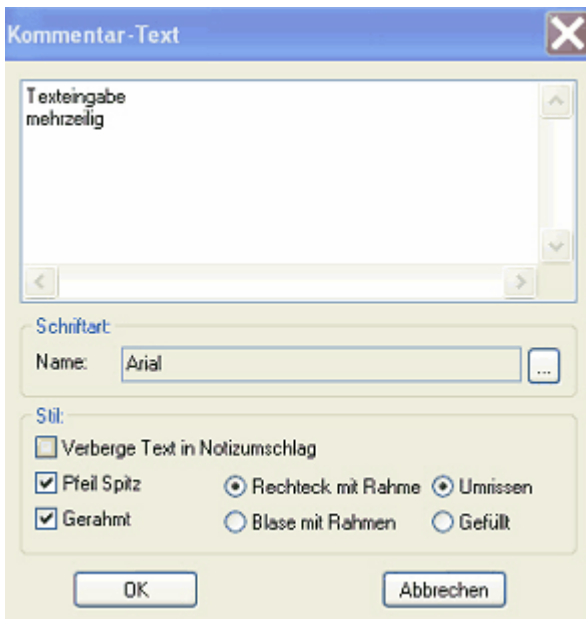 Kommentar-Text
Texteingabe
mehrzeilig
Schriftart:
Name: Arial ...
Stil:
Verberge Text in Notizumschlag
Pfeil Spitz Rechteck mit Rahme Umrissen
Gerahmt Blase mit Rahmen Gefüllt
OK Abbrechen